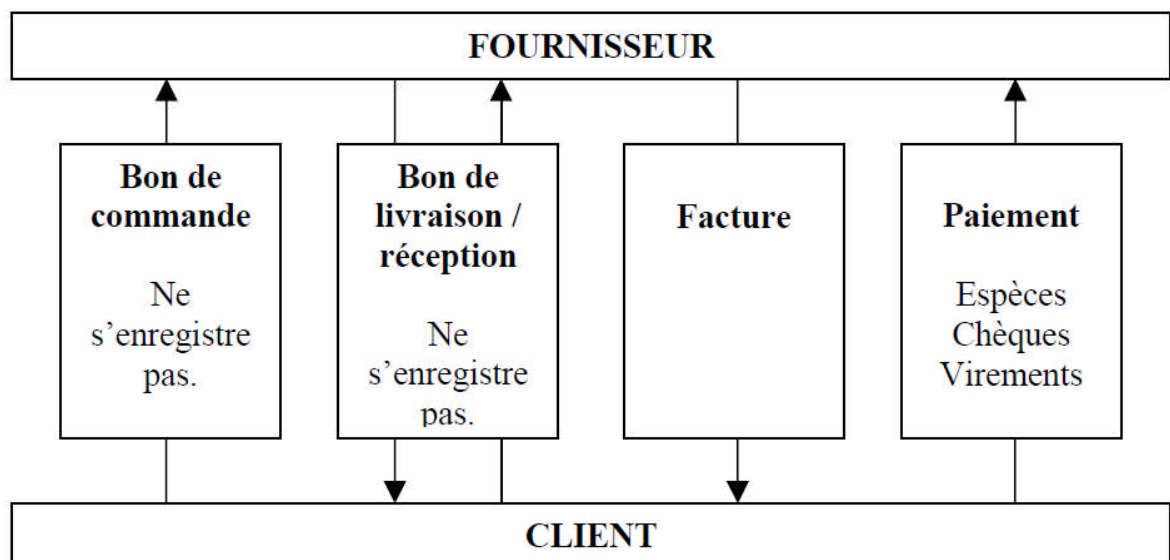 FOURNISSEUR
Bon de
commande
Ne
s’enregistre
pas.
Bon de
livraison /
réception
Ne
s’enregistre
pas.
Facture
Paiement
Espèces
Chèques
Virements
CLIENT